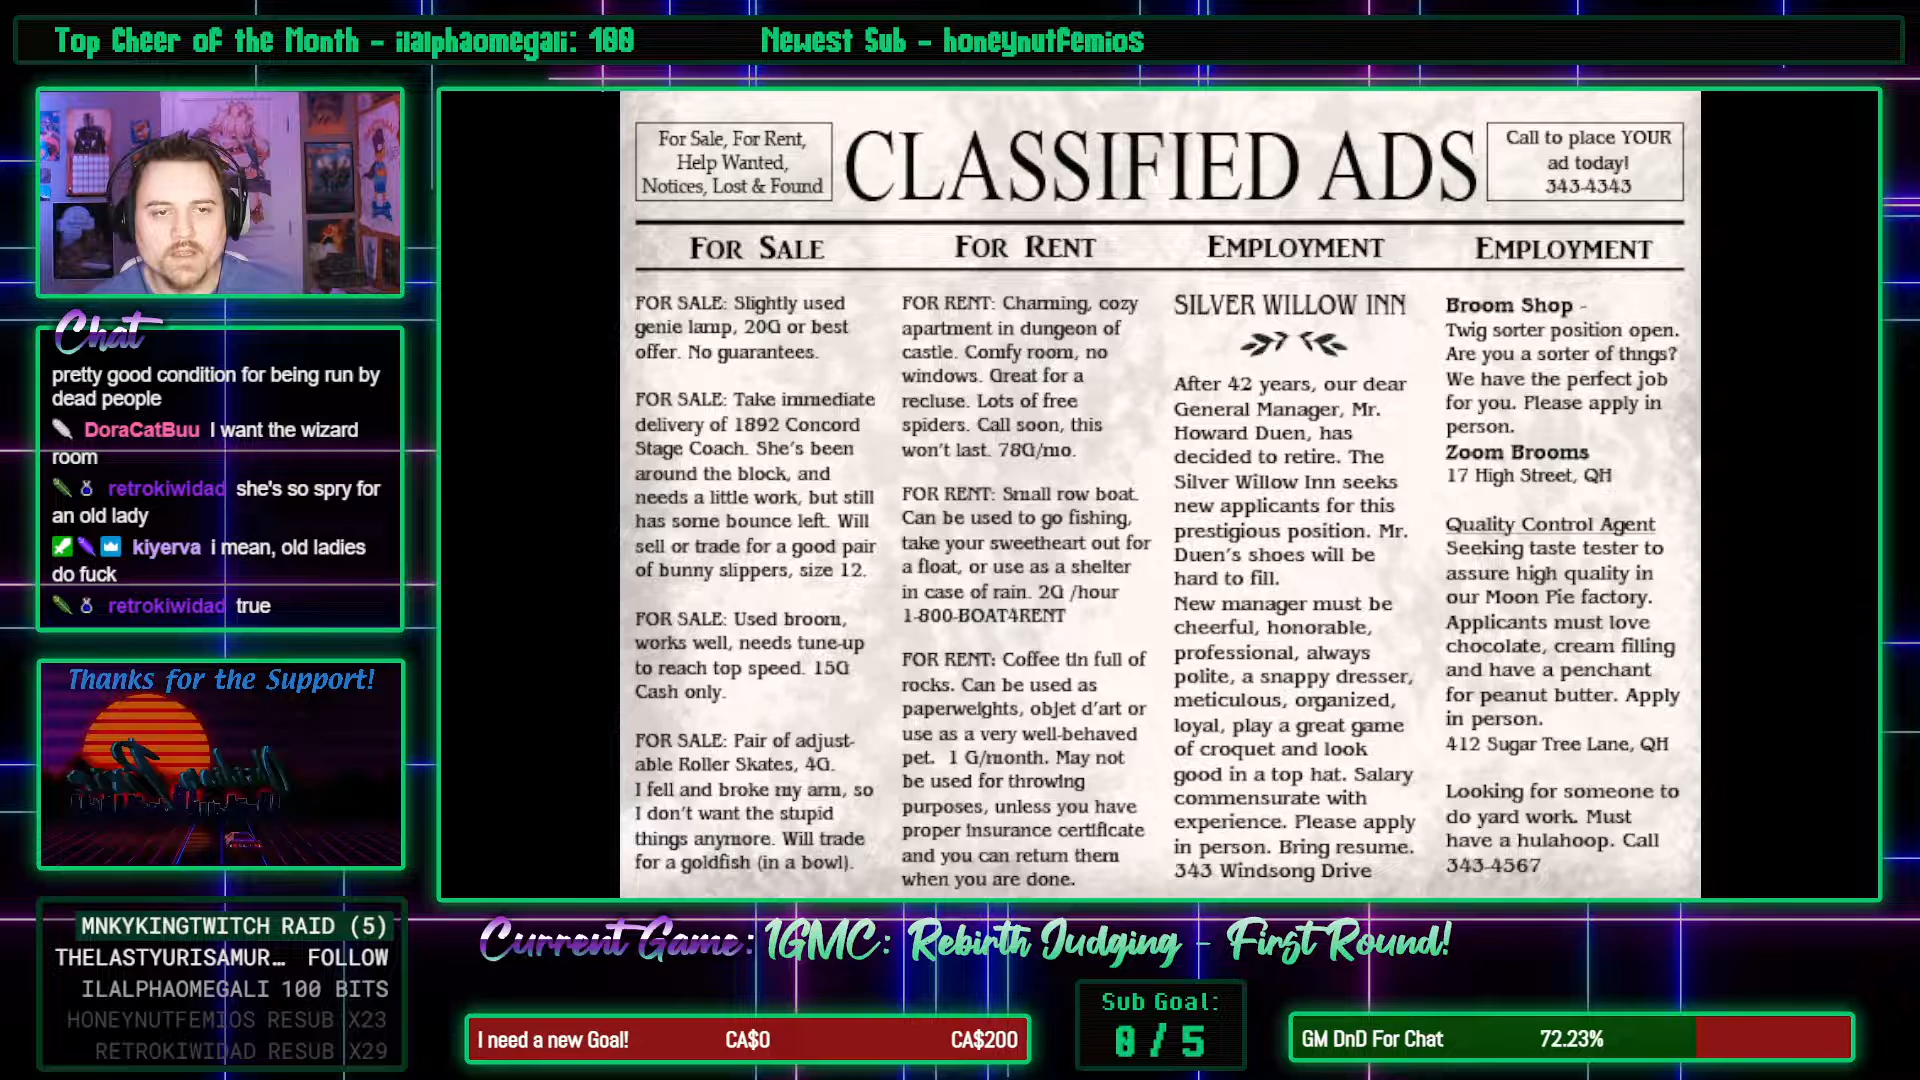 Top Cheer of the Month - ilalphaomegali: 100
Newest Sub - honeynutfemios
Chat
pretty good condition for being run by
dead people
DoraCatBuu I want the wizard
room
retrokiwidad she's so spry for
an old lady
kiyerva i mean, old ladies
do fuck
retrokiwidad true
Thanks for the Support!
MNKYKINGTWITCH RAID (5)
THELASTYURISAMUR… FOLLOW
ILALPHAOMEGALI 100 BITS
HONEYNUTFEMIOS RESUB X23
RETROKIWIDAD RESUB X29
For Sale, For Rent,
Help Wanted,
Notices, Lost & Found
CLASSIFIED ADS
Call to place YOUR
ad today!
343-4343
FOR SALE
FOR RENT
EMPLOYMENT
EMPLOYMENT
FOR SALE: Slightly used
genie lamp, 20G or best
offer. No guarantees.
FOR SALE: Take immediate
delivery of 1892 Concord
Stage Coach. She's been
around the block, and
needs a little work, but still
has some bounce left. Will
sell or trade for a good pair
of bunny slippers, size 12.
FOR SALE: Used broom,
works well, needs tune-up
to reach top speed. 15G
Cash only.
FOR SALE: Pair of adjust-
able Roller Skates, 4G.
I fell and broke my arm, so
I don't want the stupid
things anymore. Will trade
for a goldfish (in a bowl).
FOR RENT: Charming, cozy
apartment in dungeon of
castle. Comfy room, no
windows. Great for a
recluse. Lots of free
spiders. Call soon, this
won't last. 78G/mo.
FOR RENT: Small row boat.
Can be used to go fishing,
take your sweetheart out for
a float, or use as a shelter
in case of rain. 2G /hour
1-800-BOAT4RENT
FOR RENT: Coffee tin full of
rocks. Can be used as
paperweights, objet d'art or
use as a very well-behaved
pet. 1 G/month. May not
be used for throwing
purposes, unless you have
proper insurance certificate
and you can return them
when you are done.
SILVER WILLOW INN
After 42 years, our dear
General Manager, Mr.
Howard Duen, has
decided to retire. The
Silver Willow Inn seeks
new applicants for this
prestigious position. Mr.
Duen's shoes will be
hard to fill.
New manager must be
cheerful, honorable,
professional, always
polite, a snappy dresser,
meticulous, organized,
loyal, play a great game
of croquet and look
good in a top hat. Salary
commensurate with
experience. Please apply
in person. Bring resume.
343 Windsong Drive
Broom Shop -
Twig sorter position open.
Are you a sorter of thngs?
We have the perfect job
for you. Please apply in
person.
Zoom Brooms
17 High Street, QH
Quality Control Agent
Seeking taste tester to
assure high quality in
our Moon Pie factory.
Applicants must love
chocolate, cream filling
and have a penchant
for peanut butter. Apply
in person.
412 Sugar Tree Lane, QH
Looking for someone to
do yard work. Must
have a hulahoop. Call
343-4567
Current Game: IGMC: Rebirth Judging - First Round!
I need a new Goal! CA$0 CA$200
Sub Goal:
0 / 5
GM DnD For Chat 72.23%